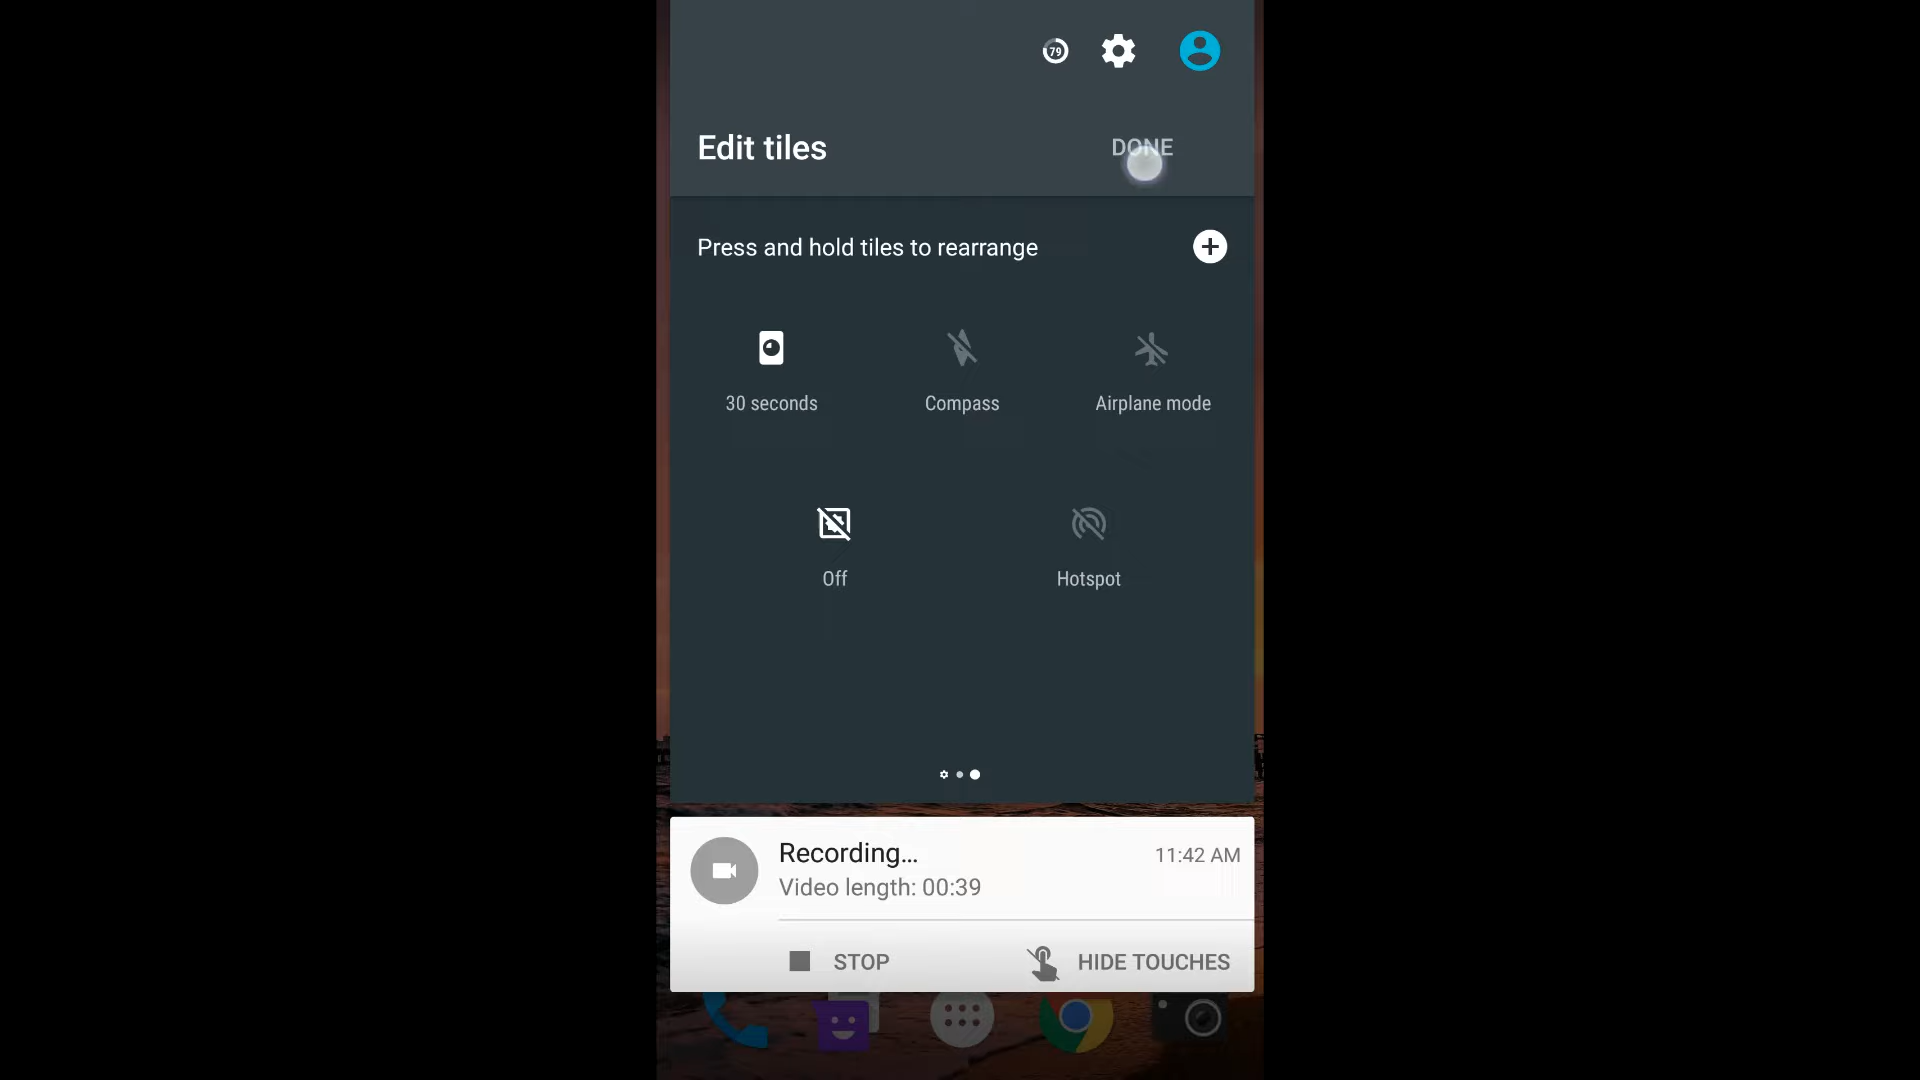 79
Edit tiles
DONE
Press and hold tiles to rearrange
30 seconds
Compass
Airplane mode
Off
Hotspot
Recording...
11:42 AM
Video length: 00:39
STOP
HIDE TOUCHES